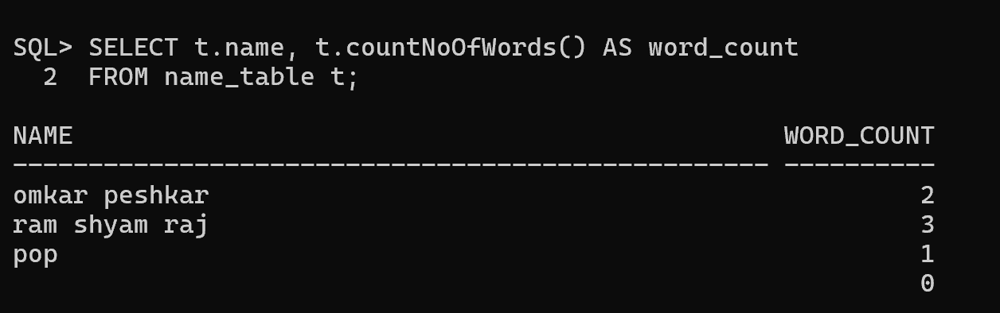 SQL> SELECT t.name, t.countNoOfWords() AS word_count
  2  FROM name_table t;
NAME                                               WORD_COUNT
-------------------------------------------------- ----------
omkar peshkar                                               2
ram shyam raj                                               3
pop                                                         1
                                                            0